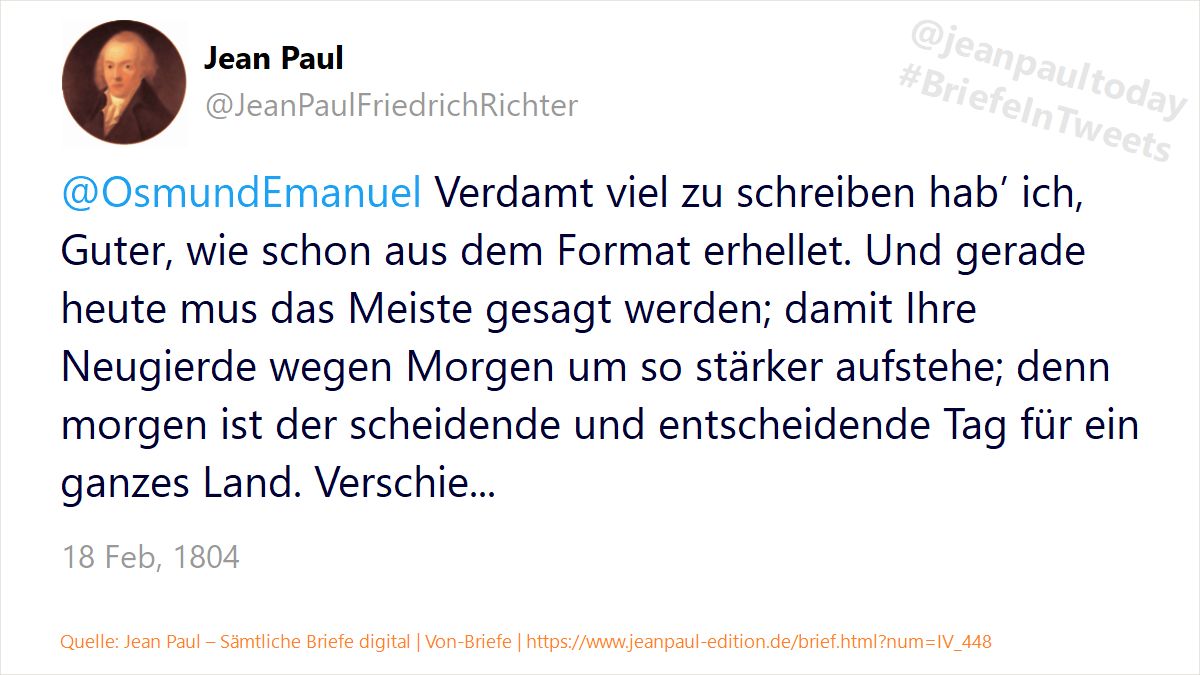 Jean Paul
@JeanPaulFriedrichRichter
@jeanpaultoday
#BriefeInTweets
@OsmundEmanuel Verdamt viel zu schreiben hab’ ich,
Guter, wie schon aus dem Format erhellet. Und gerade
heute mus das Meiste gesagt werden; damit Ihre
Neugierde wegen Morgen um so stärker aufstehe; denn
morgen ist der scheidende und entscheidende Tag für ein
ganzes Land. Verschie...
18 Feb, 1804
Quelle: Jean Paul – Sämtliche Briefe digital | Von-Briefe | https://www.jeanpaul-edition.de/brief.html?num=IV_448